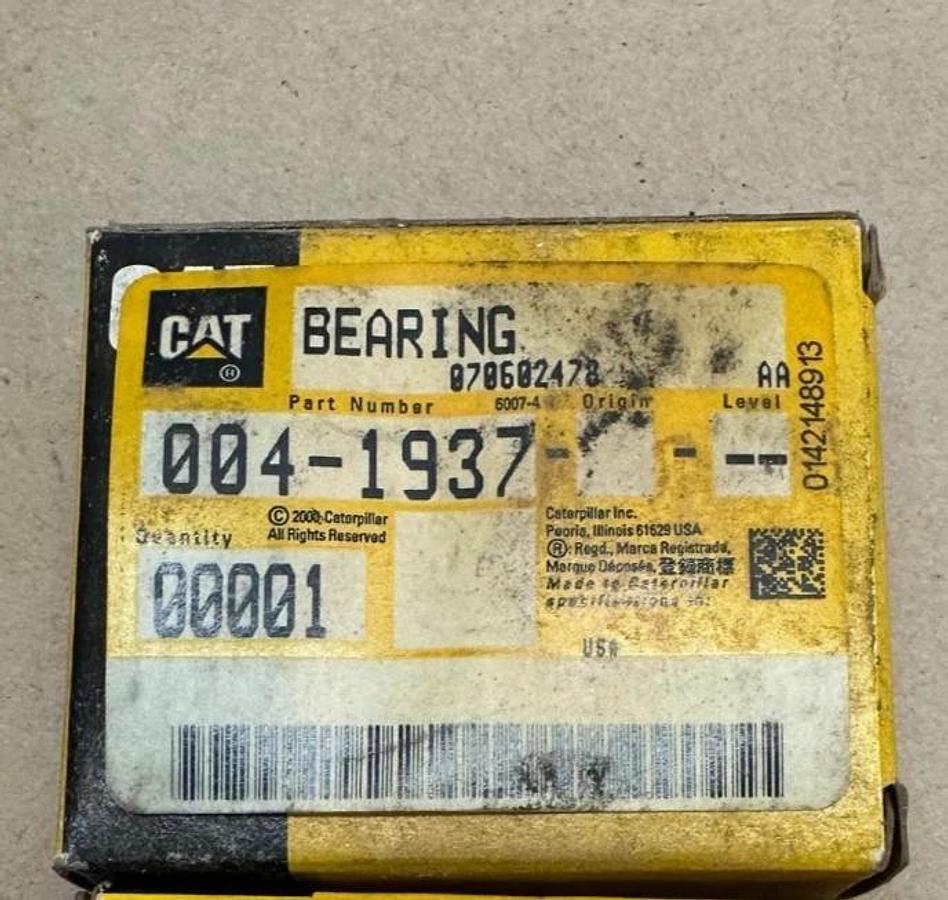 CAT
BEARING
070602478 AA
Part Number 6007-4 Origin Level
004-1937- - --
0142148913
© 2000 Caterpillar
All Rights Reserved
Quantity
00001
Caterpillar Inc.
Peoria, Illinois 61629 USA
®: Regd., Marca Registrada,
Marque Déposée, 登録商標
Made to Caterpillar
specifications in:
USA